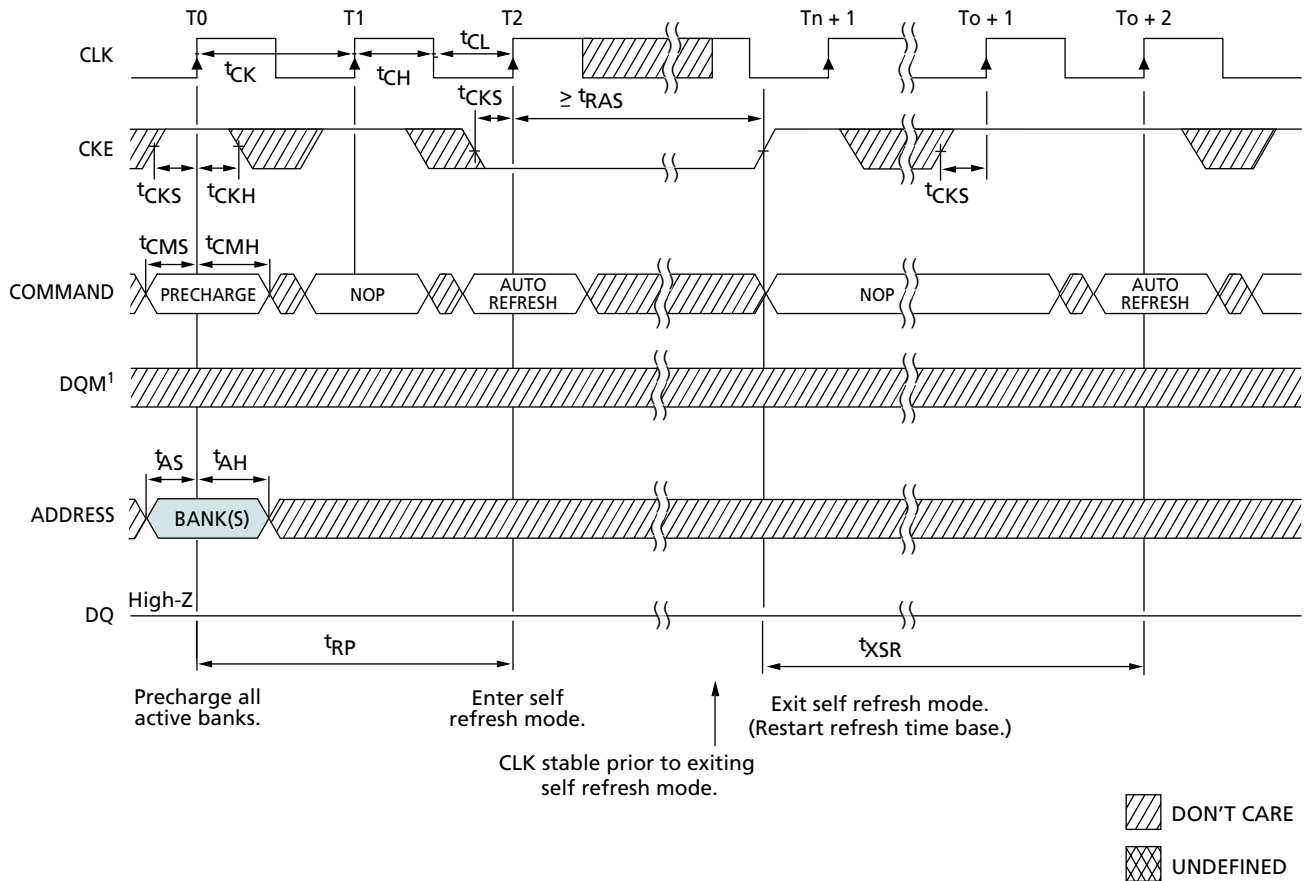 T0 T1 T2 Tn + 1 To + 1 To + 2
CLK
tCK tCH tCL
tCKS ≥ tRAS
CKE
tCKS tCKH tCKS
tCMS tCMH
COMMAND PRECHARGE NOP AUTO REFRESH NOP AUTO REFRESH
DQM1
tAS tAH
ADDRESS BANK(S)
High-Z
DQ
tRP tXSR
Precharge all
active banks.
Enter self
refresh mode.
Exit self refresh mode.
(Restart refresh time base.)
CLK stable prior to exiting
self refresh mode.
DON'T CARE
UNDEFINED